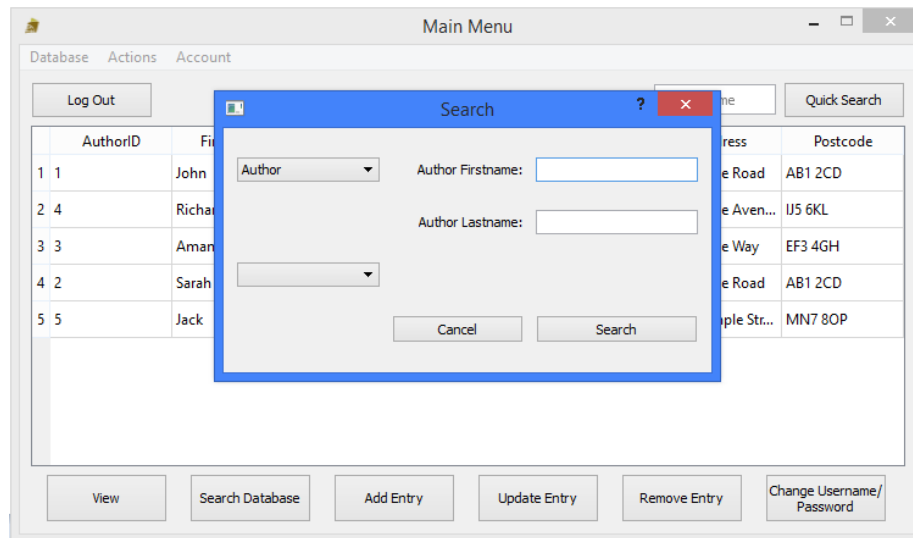 Main Menu
Database Actions Account
Log Out
Search
?
me
Quick Search
AuthorID
Fi
ress
Postcode
1 1 John
Author
Author Firstname:
e Road AB1 2CD
2 4 Richa
Author Lastname:
e Aven... IJ5 6KL
3 3 Aman
e Way EF3 4GH
4 2 Sarah
e Road AB1 2CD
5 5 Jack
Cancel
Search
ple Str... MN7 8OP
View
Search Database
Add Entry
Update Entry
Remove Entry
Change Username/
Password